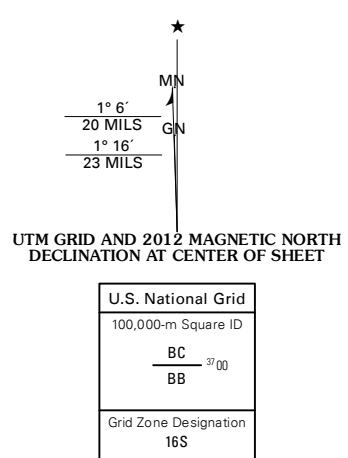 ★
MN
1° 6´
20 MILS
GN
1° 16´
23 MILS
UTM GRID AND 2012 MAGNETIC NORTH
DECLINATION AT CENTER OF SHEET
U.S. National Grid
100,000-m Square ID
BC
3700
BB
Grid Zone Designation
16S